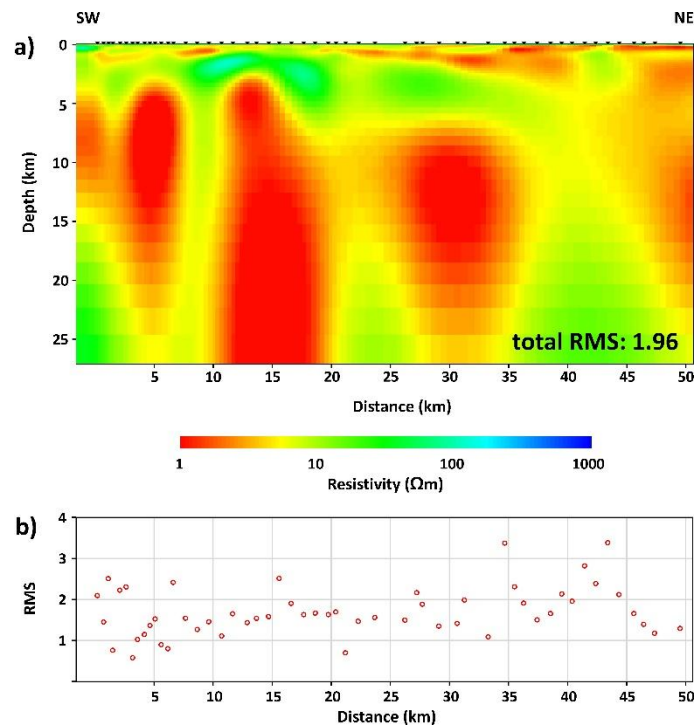 SW NE
a)
0
5
10
15
20
25
Depth (km)
total RMS: 1.96
5 10 15 20 25 30 35 40 45 50
Distance (km)
1 10 100 1000
Resistivity (Ωm)
b)
4
3
2
1
RMS
5 10 15 20 25 30 35 40 45 50
Distance (km)